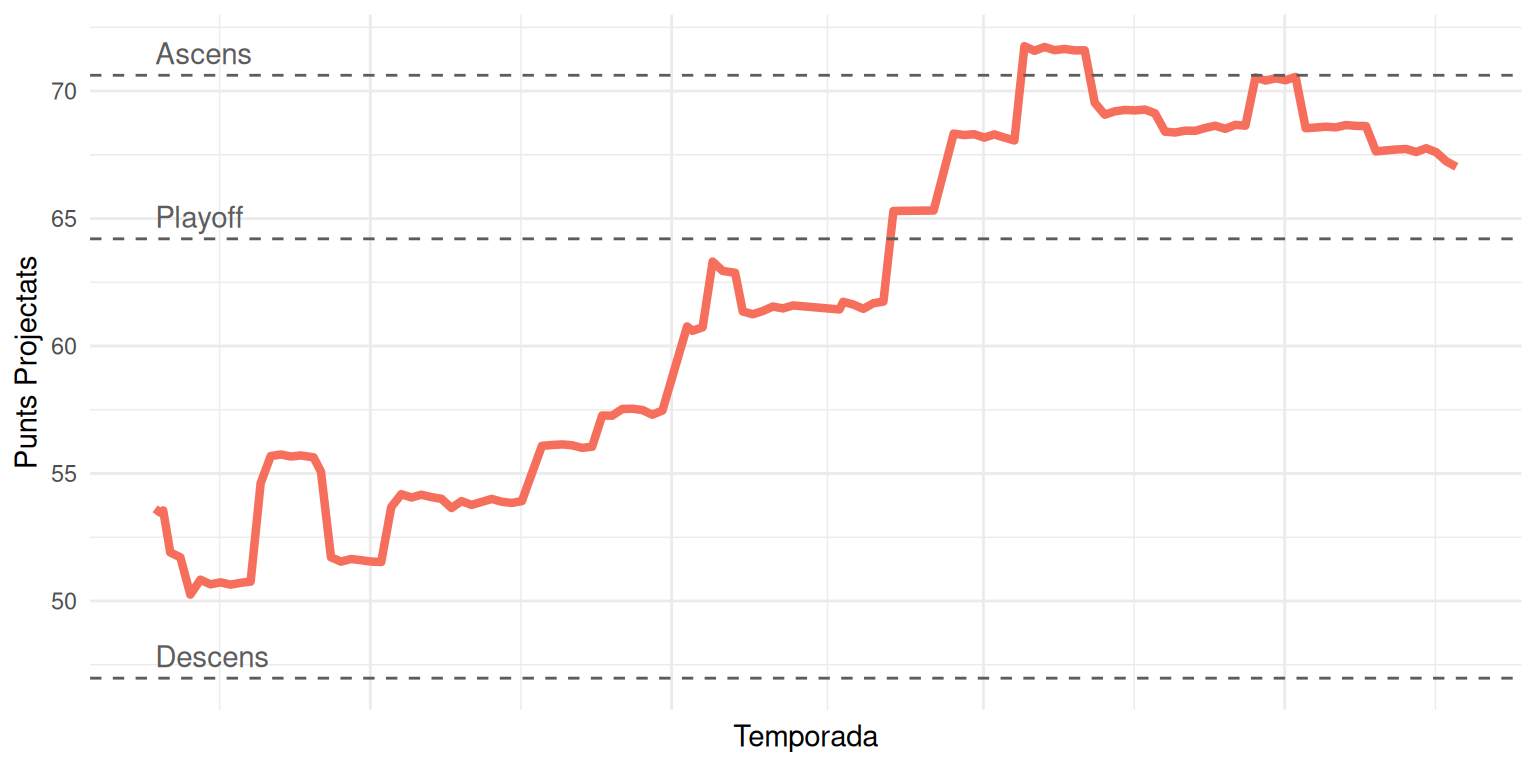 Ascens
70
Playoff
65
Punts Projectats
60
55
50
Descens
Temporada